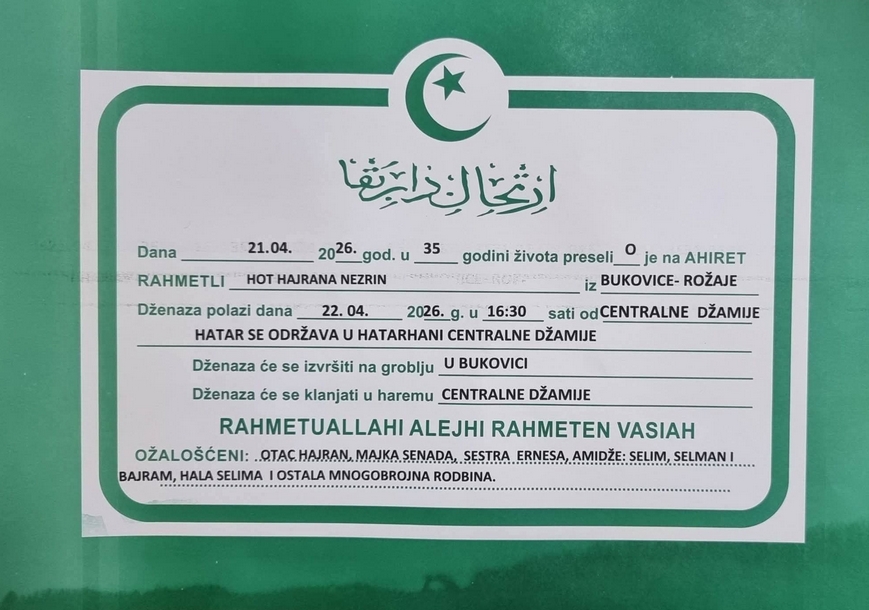 ارتحال دار بقا
Dana 21.04. 2026. god. u 35 godini života preseli O je na AHIRET
RAHMETLI HOT HAJRANA NEZRIN iz BUKOVICE- ROŽAJE
Dženaza polazi dana 22. 04. 2026. g. u 16:30 sati od CENTRALNE DŽAMIJE
HATAR SE ODRŽAVA U HATARHANI CENTRALNE DŽAMIJE
Dženaza će se izvršiti na groblju U BUKOVICI
Dženaza će se klanjati u haremu CENTRALNE DŽAMIJE
RAHMETUALLAHI ALEJHI RAHMETEN VASIAH
OŽALOŠĆENI: OTAC HAJRAN, MAJKA SENADA, SESTRA ERNESA, AMIDŽE: SELIM, SELMAN I
BAJRAM, HALA SELIMA I OSTALA MNOGOBROJNA RODBINA.